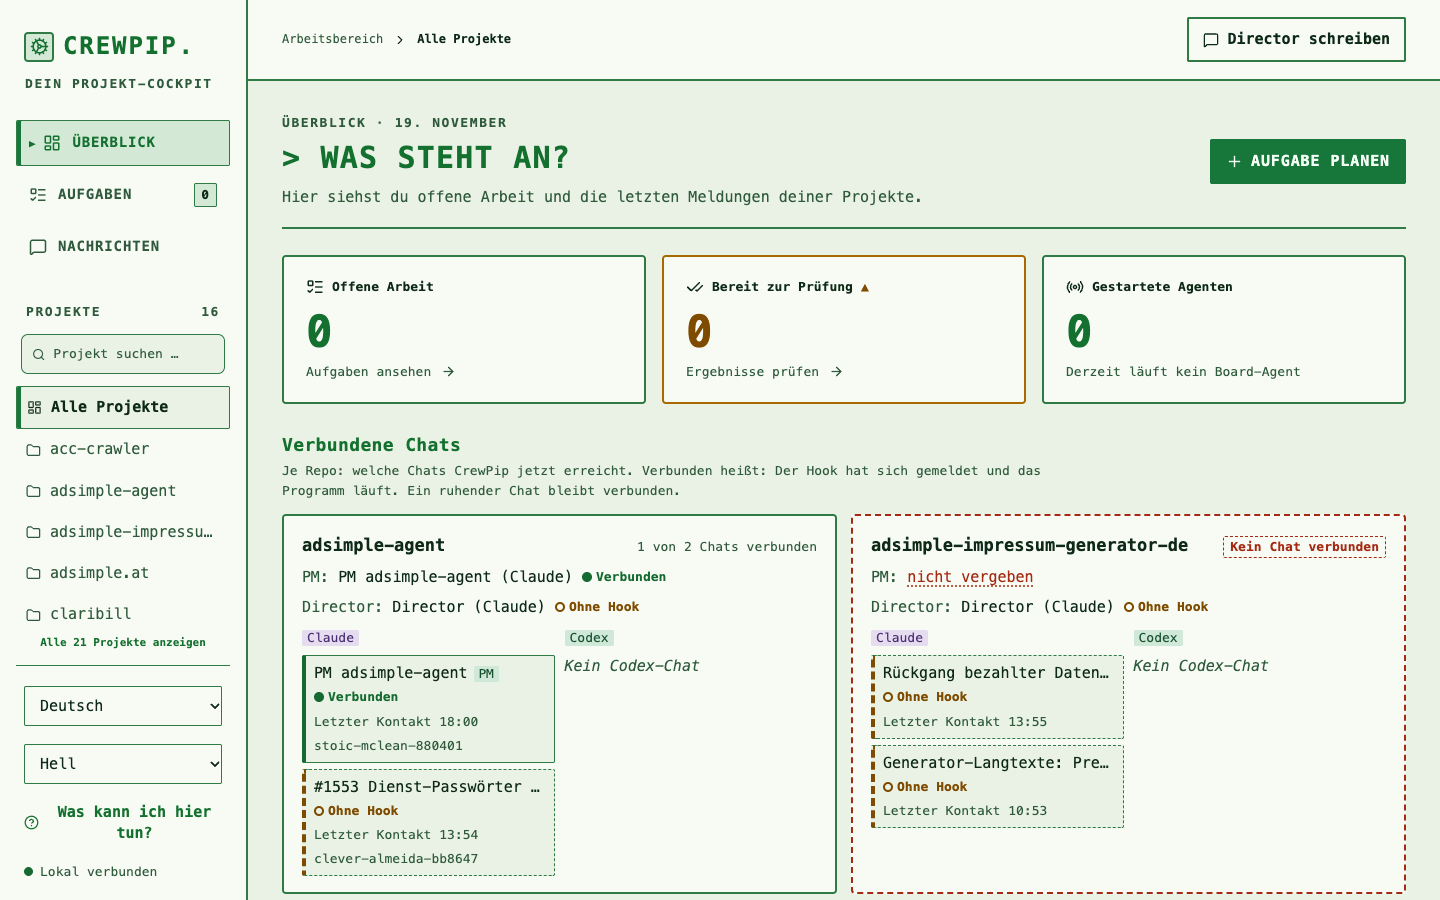 CREWPIP.
DEIN PROJEKT-COCKPIT
ÜBERBLICK
AUFGABEN 0
NACHRICHTEN
PROJEKTE 16
Projekt suchen …
Alle Projekte
acc-crawler
adsimple-agent
adsimple-impressu…
adsimple.at
claribill
Alle 21 Projekte anzeigen
Deutsch
Hell
Was kann ich hier
tun?
Lokal verbunden
Arbeitsbereich > Alle Projekte
Director schreiben
ÜBERBLICK · 19. NOVEMBER
> WAS STEHT AN?
Hier siehst du offene Arbeit und die letzten Meldungen deiner Projekte.
+ AUFGABE PLANEN
Offene Arbeit
0
Aufgaben ansehen →
Bereit zur Prüfung ▲
0
Ergebnisse prüfen →
Gestartete Agenten
0
Derzeit läuft kein Board-Agent
Verbundene Chats
Je Repo: welche Chats CrewPip jetzt erreicht. Verbunden heißt: Der Hook hat sich gemeldet und das
Programm läuft. Ein ruhender Chat bleibt verbunden.
adsimple-agent 1 von 2 Chats verbunden
PM: PM adsimple-agent (Claude) Verbunden
Director: Director (Claude) Ohne Hook
Claude
PM adsimple-agent PM
Verbunden
Letzter Kontakt 18:00
stoic-mclean-880401
#1553 Dienst-Passwörter …
Ohne Hook
Letzter Kontakt 13:54
clever-almeida-bb8647
Codex
Kein Codex-Chat
adsimple-impressum-generator-de Kein Chat verbunden
PM: nicht vergeben
Director: Director (Claude) Ohne Hook
Claude
Rückgang bezahlter Daten…
Ohne Hook
Letzter Kontakt 13:55
Generator-Langtexte: Pre…
Ohne Hook
Letzter Kontakt 10:53
Codex
Kein Codex-Chat